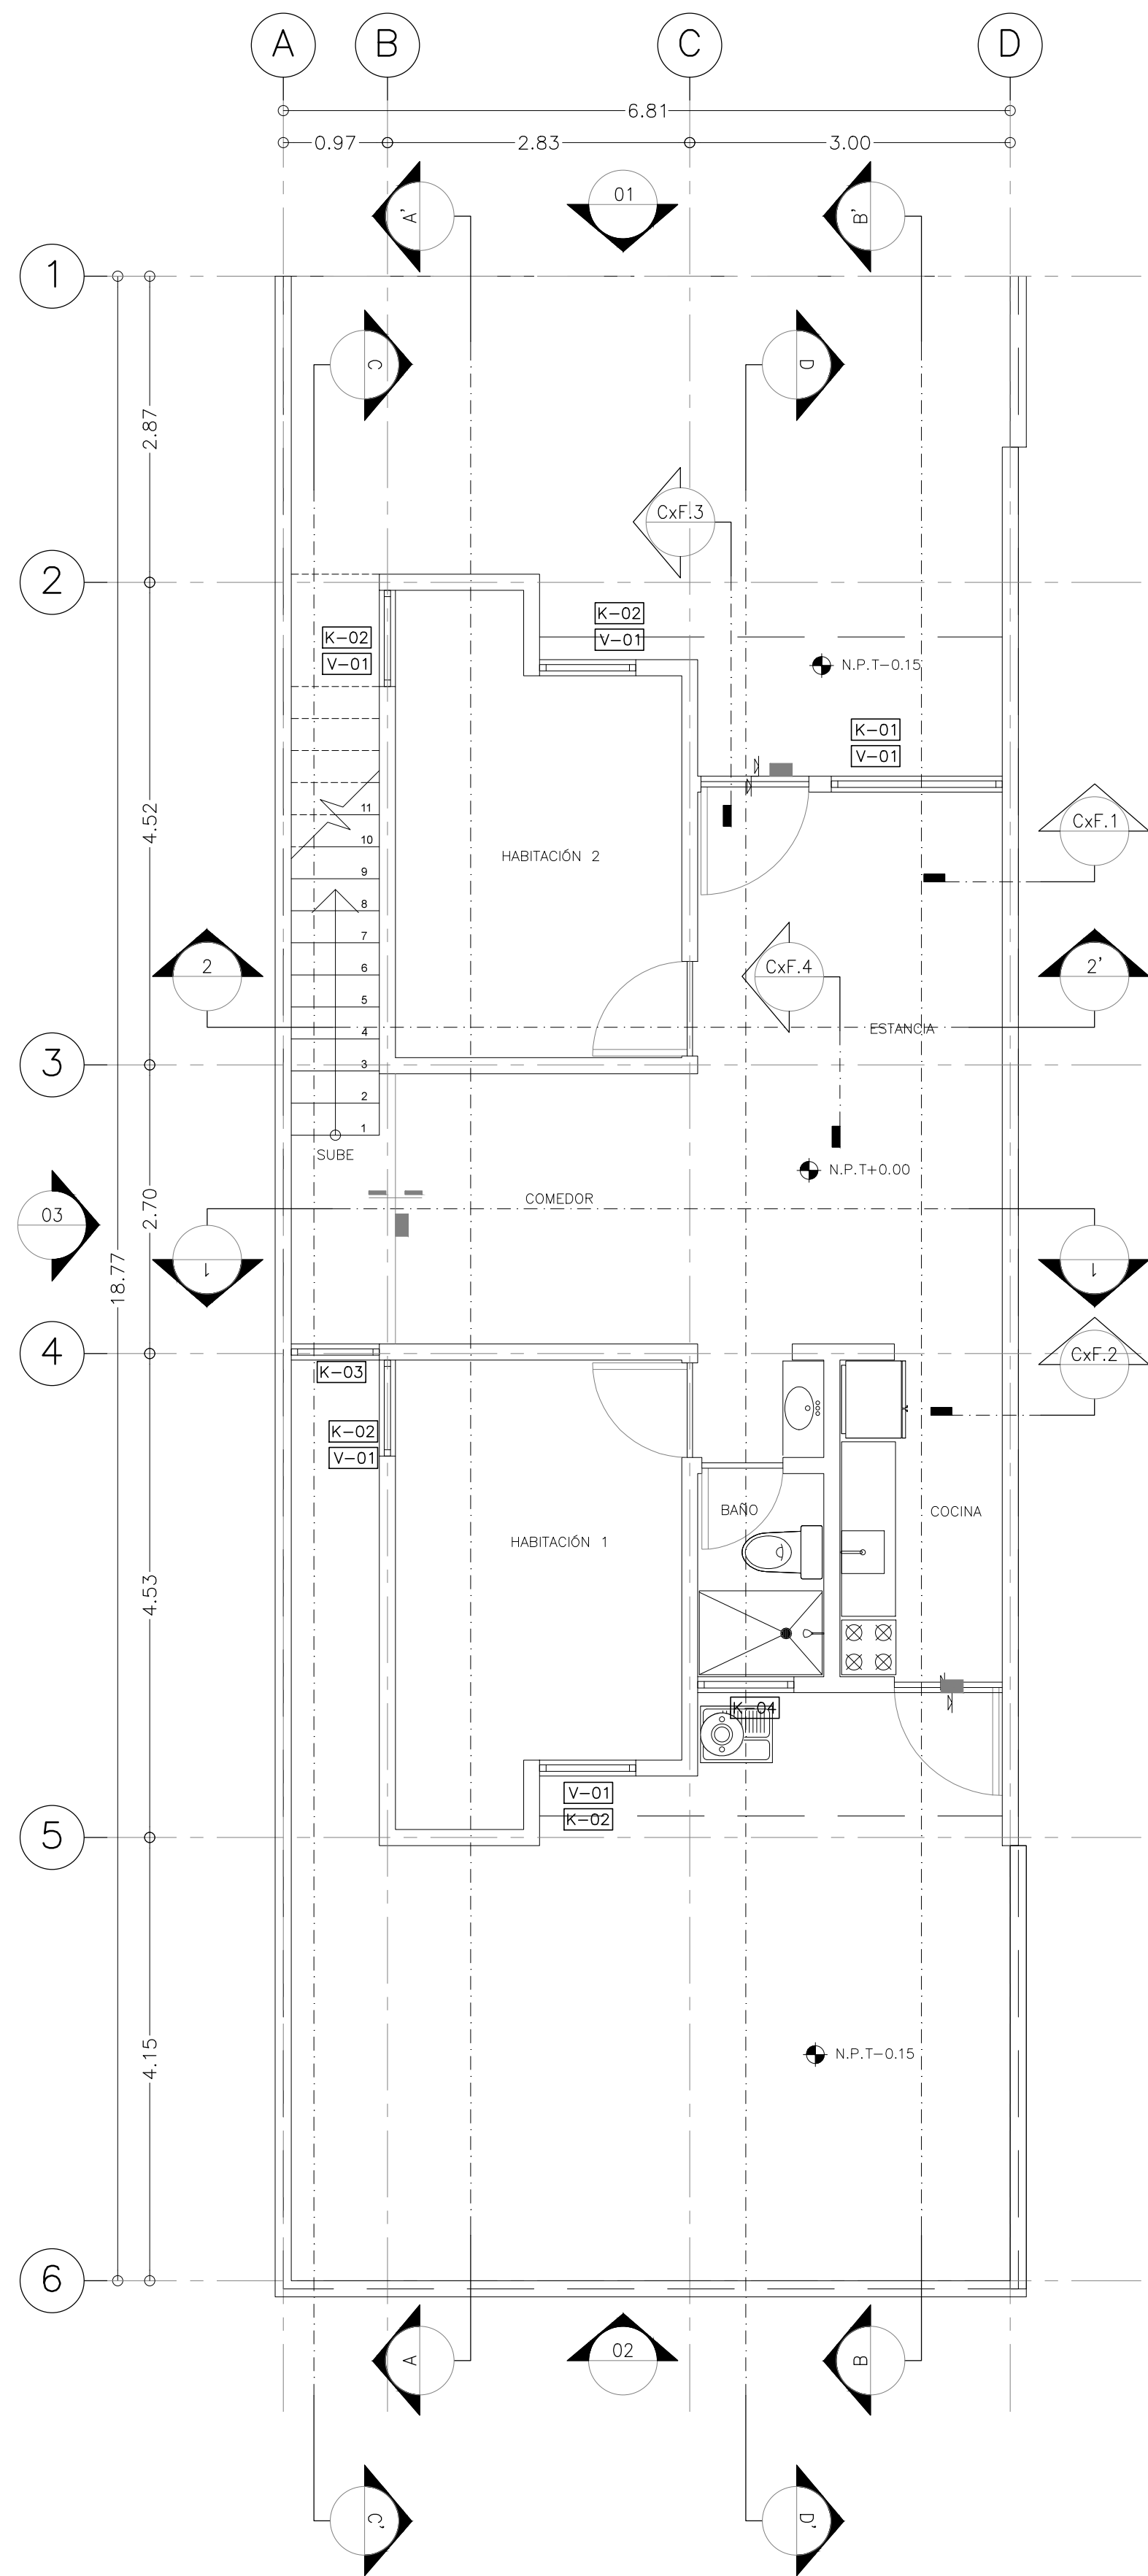 A B C D
6.81
0.97 2.83 3.00
A' 01 B'
1
C D
2.87
CxF.3
2
K-02 K-02
V-01 V-01
N.P.T-0.15
K-01
V-01
4.52
11
CxF.1
10
HABITACIÓN 2
9
8
7
2 6 CxF.4 2'
5
4 ESTANCIA
3
3
2
1
SUBE
N.P.T+0.00
COMEDOR
03
2.70
18.77
1 1
4
CxF.2
K-03
K-02
V-01
BAÑO COCINA
HABITACIÓN 1
4.53
K-04
V-01
K-02
5
4.15
N.P.T-0.15
6
A 02 B
C' D'